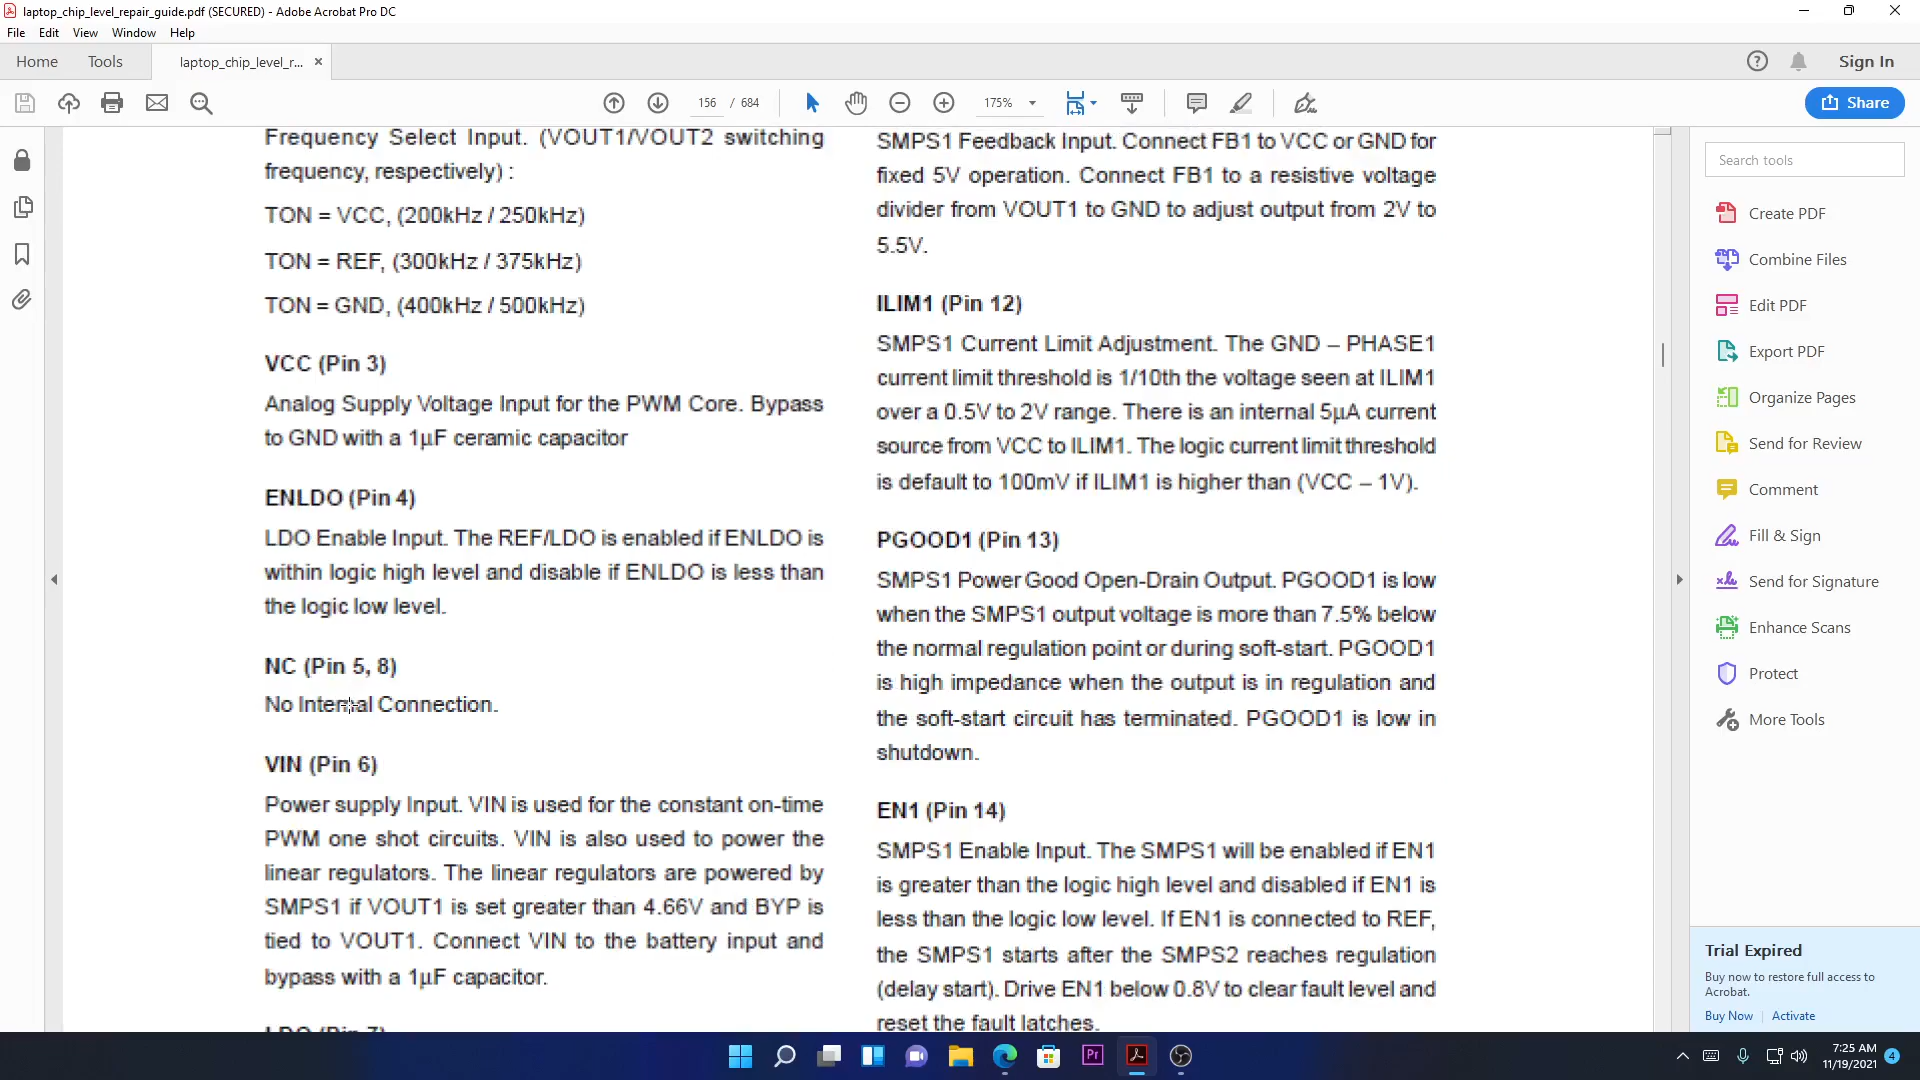 laptop_chip_level_repair_guide.pdf (SECURED) - Adobe Acrobat Pro DC
File Edit View Window Help
Home Tools laptop_chip_level_r... × Sign In
156 / 684 175% Share
Frequency Select Input. (VOUT1/VOUT2 switching
frequency, respectively) :
TON = VCC, (200kHz / 250kHz)
TON = REF, (300kHz / 375kHz)
TON = GND, (400kHz / 500kHz)
VCC (Pin 3)
Analog Supply Voltage Input for the PWM Core. Bypass
to GND with a 1µF ceramic capacitor
ENLDO (Pin 4)
LDO Enable Input. The REF/LDO is enabled if ENLDO is
within logic high level and disable if ENLDO is less than
the logic low level.
NC (Pin 5, 8)
No Internal Connection.
VIN (Pin 6)
Power supply Input. VIN is used for the constant on-time
PWM one shot circuits. VIN is also used to power the
linear regulators. The linear regulators are powered by
SMPS1 if VOUT1 is set greater than 4.66V and BYP is
tied to VOUT1. Connect VIN to the battery input and
bypass with a 1µF capacitor.
LDO (Pin 7)
SMPS1 Feedback Input. Connect FB1 to VCC or GND for
fixed 5V operation. Connect FB1 to a resistive voltage
divider from VOUT1 to GND to adjust output from 2V to
5.5V.
ILIM1 (Pin 12)
SMPS1 Current Limit Adjustment. The GND – PHASE1
current limit threshold is 1/10th the voltage seen at ILIM1
over a 0.5V to 2V range. There is an internal 5µA current
source from VCC to ILIM1. The logic current limit threshold
is default to 100mV if ILIM1 is higher than (VCC – 1V).
PGOOD1 (Pin 13)
SMPS1 Power Good Open-Drain Output. PGOOD1 is low
when the SMPS1 output voltage is more than 7.5% below
the normal regulation point or during soft-start. PGOOD1
is high impedance when the output is in regulation and
the soft-start circuit has terminated. PGOOD1 is low in
shutdown.
EN1 (Pin 14)
SMPS1 Enable Input. The SMPS1 will be enabled if EN1
is greater than the logic high level and disabled if EN1 is
less than the logic low level. If EN1 is connected to REF,
the SMPS1 starts after the SMPS2 reaches regulation
(delay start). Drive EN1 below 0.8V to clear fault level and
reset the fault latches.
Search tools
Create PDF
Combine Files
Edit PDF
Export PDF
Organize Pages
Send for Review
Comment
Fill & Sign
Send for Signature
Enhance Scans
Protect
More Tools
Trial Expired
Buy now to restore full access to
Acrobat.
Buy Now Activate
Pr
7:25 AM
11/19/2021
4